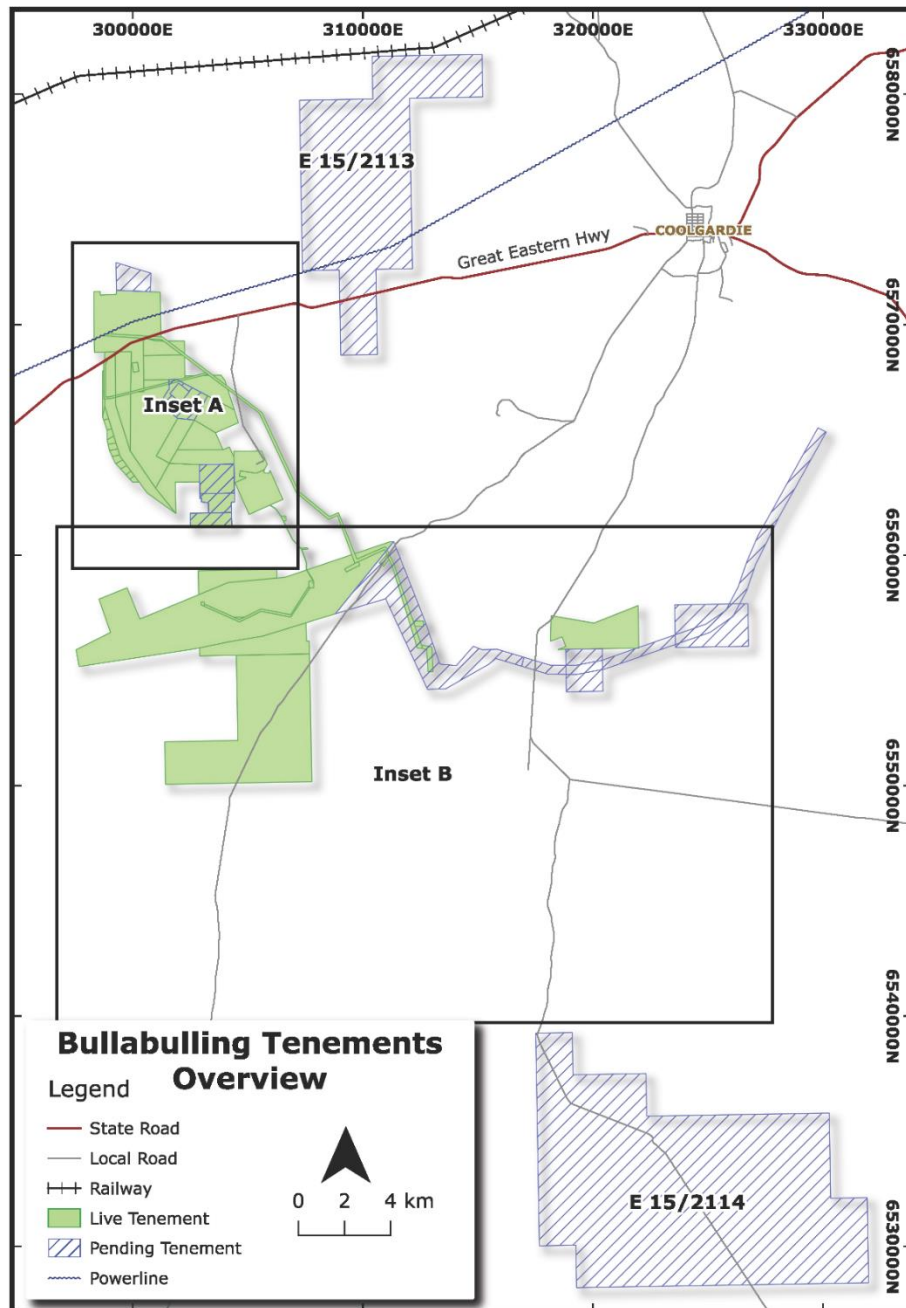 300000E
310000E
320000E
330000E
6580000N
E 15/2113
COOLGARDIE
Great Eastern Hwy
6570000N
Inset A
6560000N
Inset B
6550000N
6540000N
Bullabulling Tenements
Overview
Legend
State Road
Local Road
Railway
Live Tenement
Pending Tenement
Powerline
0 2 4 km
E 15/2114
6530000N